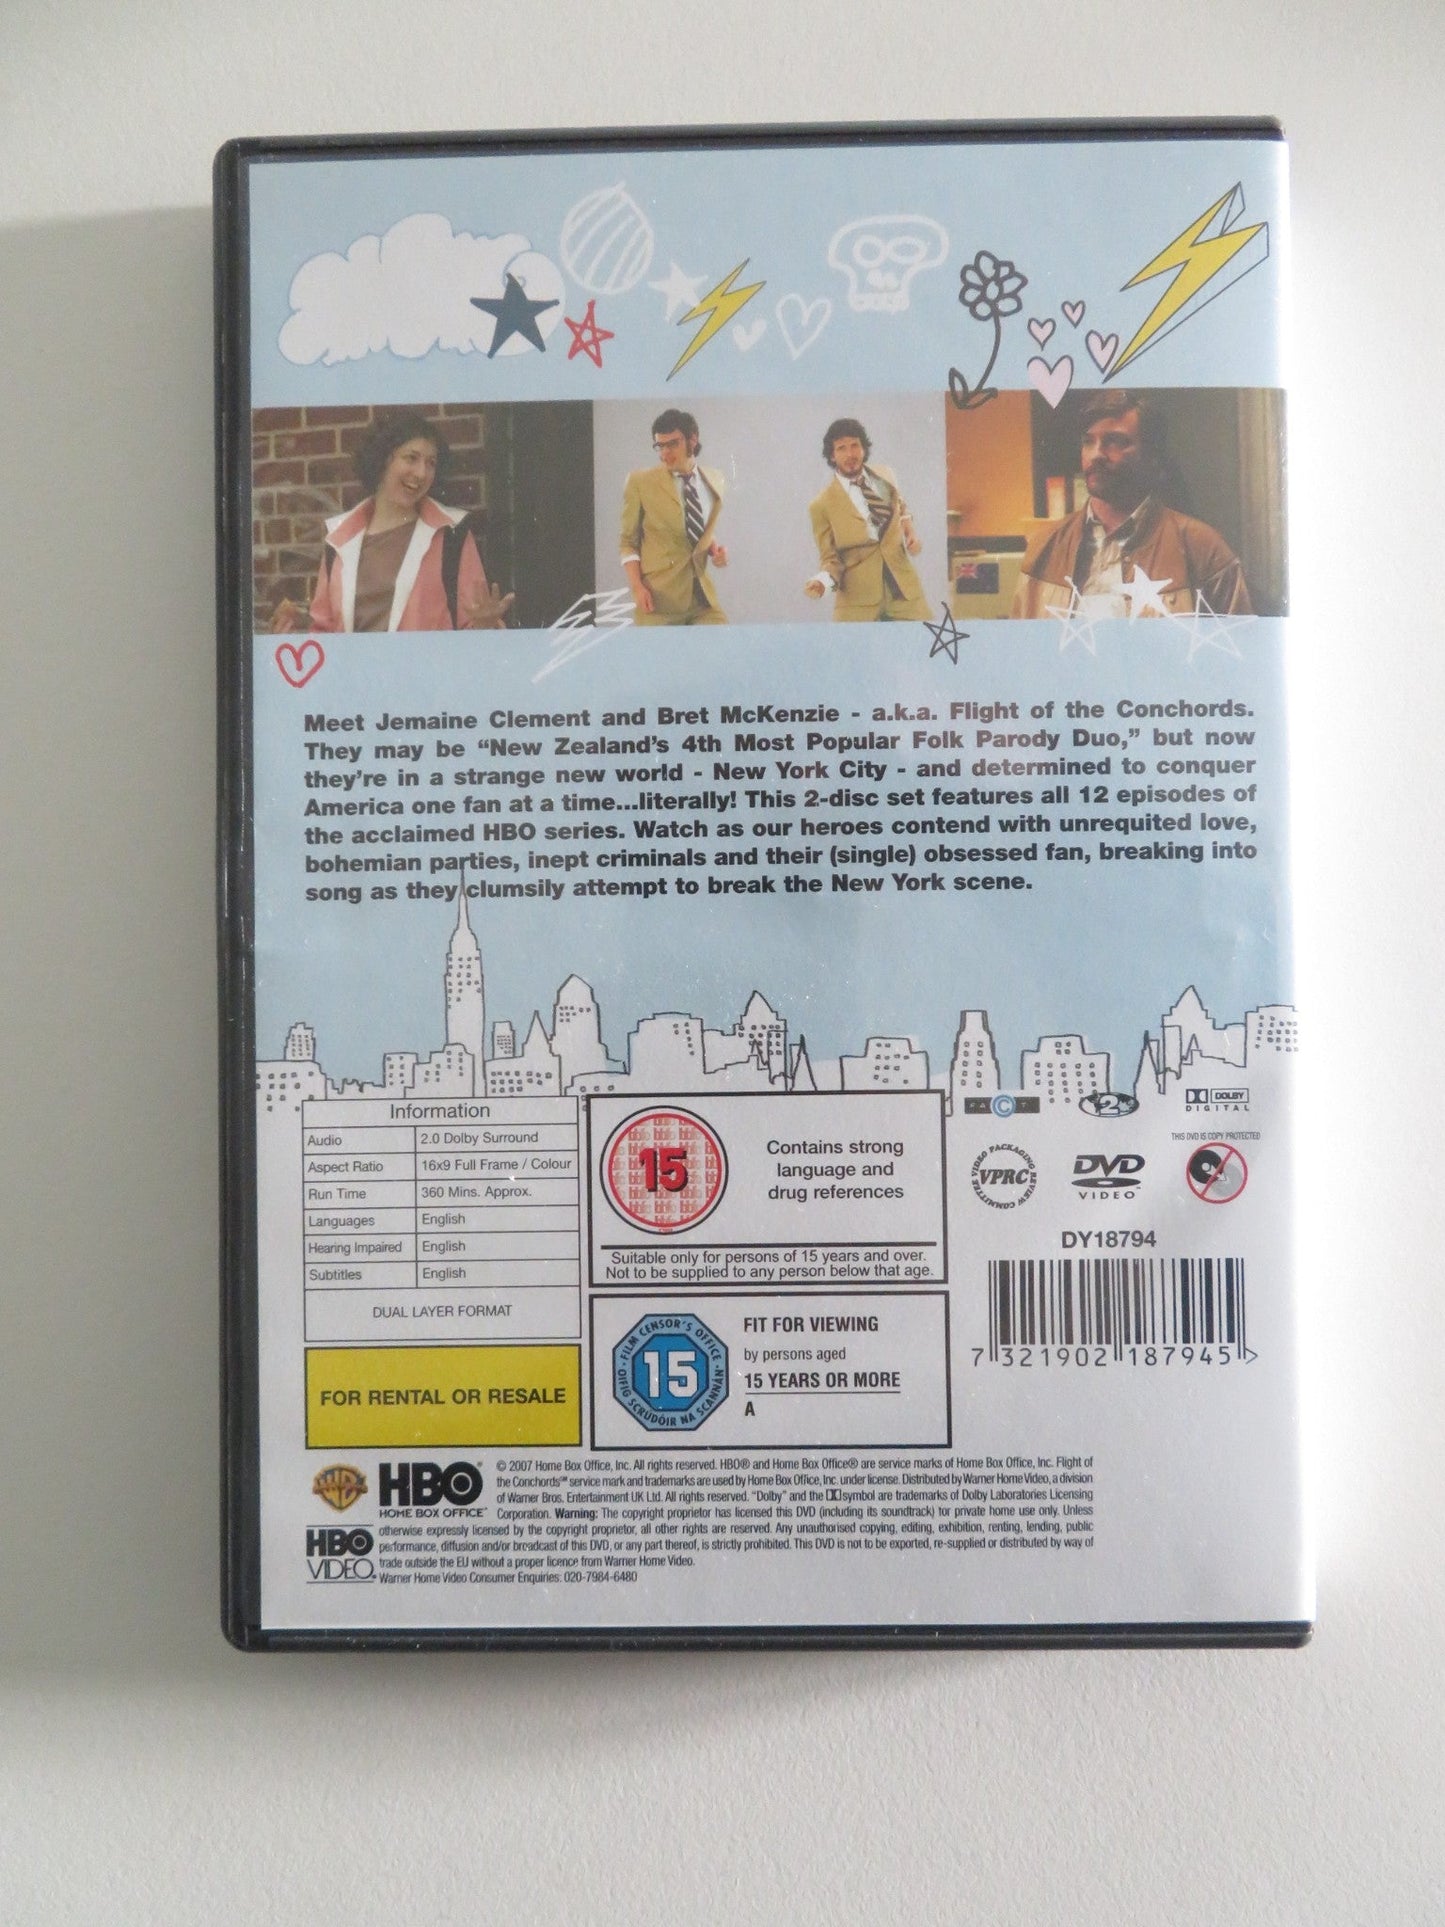 Meet Jemaine Clement and Bret McKenzie - a.k.a. Flight of the Conchords.
They may be “New Zealand’s 4th Most Popular Folk Parody Duo,” but now
they’re in a strange new world - New York City - and determined to conquer
America one fan at a time...literally! This 2-disc set features all 12 episodes of
the acclaimed HBO series. Watch as our heroes contend with unrequited love,
bohemian parties, inept criminals and their (single) obsessed fan, breaking into
song as they clumsily attempt to break the New York scene.
Information
Audio 2.0 Dolby Surround
Aspect Ratio 16x9 Full Frame / Colour
Run Time 360 Mins. Approx.
Languages English
Hearing Impaired English
Subtitles English
DUAL LAYER FORMAT
FOR RENTAL OR RESALE
15
Contains strong
language and
drug references
Suitable only for persons of 15 years and over.
Not to be supplied to any person below that age.
FILM CENSOR'S OFFICE
15
OIFIG SCRÚDÓIR NA SCANNÁN
FIT FOR VIEWING
by persons aged
15 YEARS OR MORE
A
FACT
2
DOLBY
DIGITAL
VIDEO PACKAGING REVIEW COMMITTEE
VPRC
DVD
VIDEO™
THIS DVD IS COPY PROTECTED
DY18794
7 321902 187945 >
WB
HBO®
HOME BOX OFFICE®
HBO
VIDEO®
© 2007 Home Box Office, Inc. All rights reserved. HBO® and Home Box Office® are service marks of Home Box Office, Inc. Flight of
the Conchords℠ service mark and trademarks are used by Home Box Office, Inc. under license. Distributed by Warner Home Video, a division
of Warner Bros. Entertainment UK Ltd. All rights reserved. “Dolby” and the DD symbol are trademarks of Dolby Laboratories Licensing
Corporation. Warning: The copyright proprietor has licensed this DVD (including its soundtrack) for private home use only. Unless
otherwise expressly licensed by the copyright proprietor, all other rights are reserved. Any unauthorised copying, editing, exhibition, renting, lending, public
performance, diffusion and/or broadcast of this DVD, or any part thereof, is strictly prohibited. This DVD is not to be exported, re-supplied or distributed by way of
trade outside the EU without a proper licence from Warner Home Video.
Warner Home Video Consumer Enquiries: 020-7984-6480